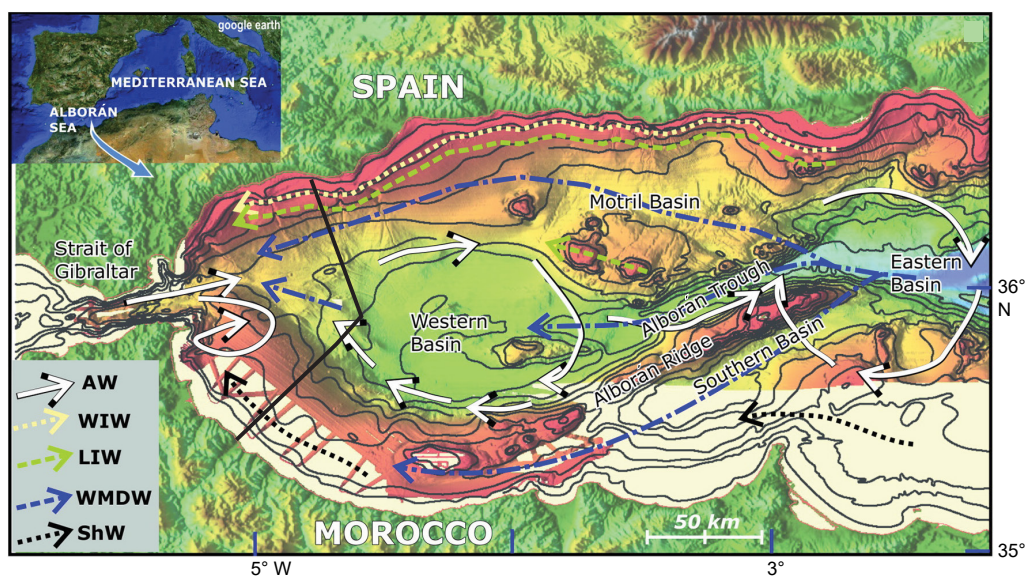 google earth
MEDITERRANEAN SEA
ALBORÁN
SEA
SPAIN
Motril Basin
Strait of
Gibraltar
Eastern
Basin
36°
N
Alborán Trough
Western
Basin
Alborán Ridge
Southern Basin
AW
WIW
LIW
WMDW
ShW
50 km
MOROCCO
35°
5° W
3°